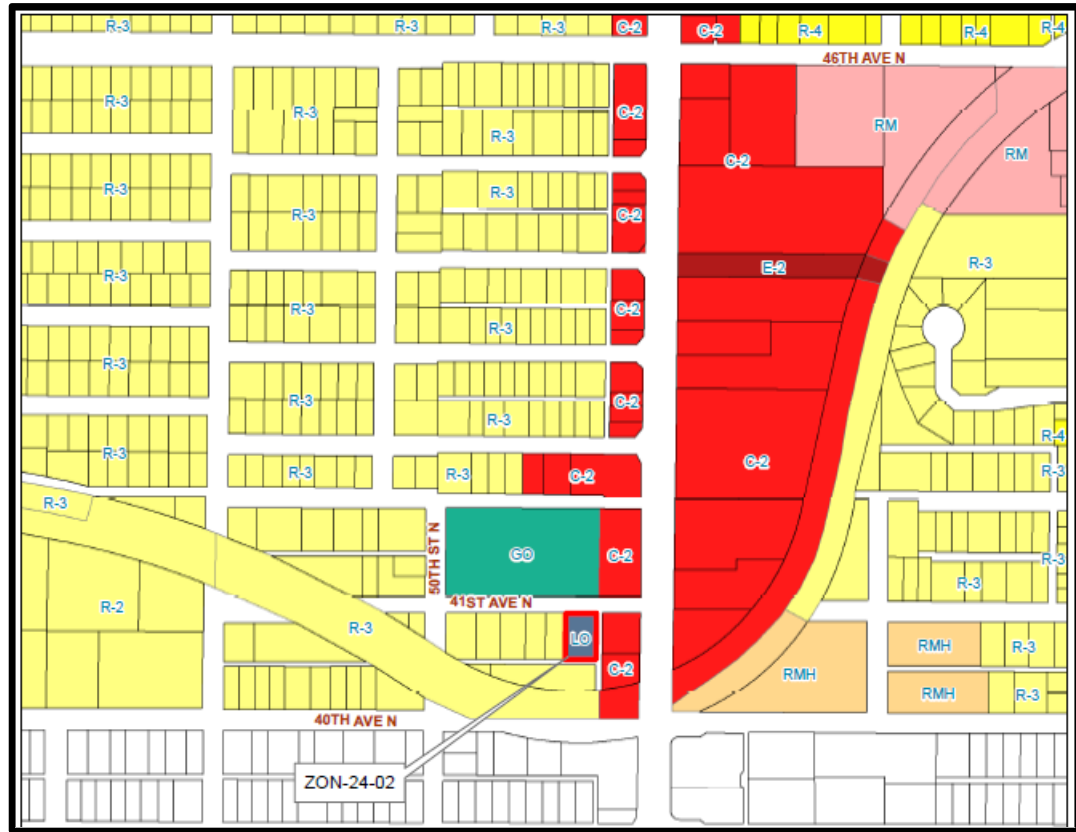 R-3 R-3 R-3 C-2 C-2 R-4 R-4 R-4
46TH AVE N
R-3 R-3 R-3 C-2 RM
C-2 RM
R-3 R-3 R-3 C-2
R-3 R-3 E-2 R-3
R-3 C-2
R-3
R-3 R-3 C-2
R-3 R-4
R-3 R-3 R-3 C-2 C-2 R-3
R-3
50TH ST N
GO C-2 R-3 R-3
41ST AVE N
R-2 R-3 LO C-2 RMH RMH R-3
RMH R-3
40TH AVE N
ZON-24-02